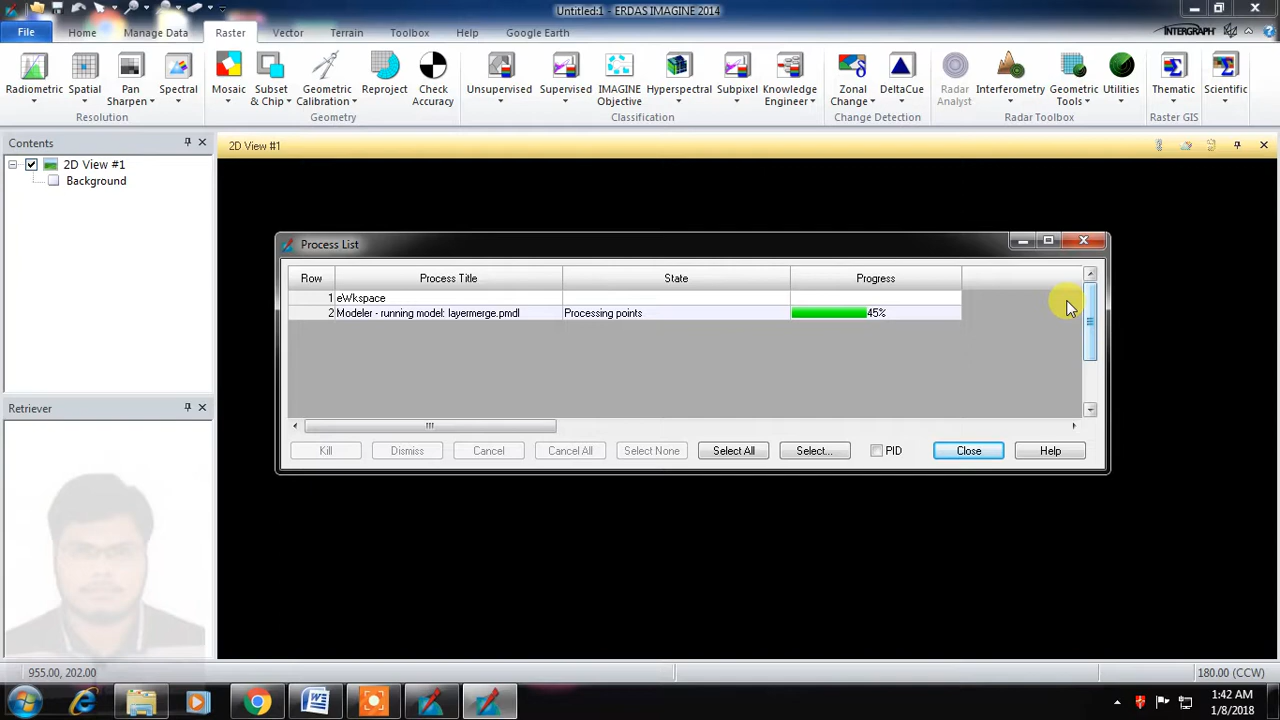 Untitled:1 - ERDAS IMAGINE 2014
File Home Manage Data Raster Vector Terrain Toolbox Help Google Earth INTERGRAPH
Radiometric Spatial Pan Sharpen Spectral Mosaic Subset & Chip Geometric Calibration Reproject Check Accuracy Unsupervised Supervised IMAGINE Objective Hyperspectral Subpixel Knowledge Engineer Zonal Change DeltaCue Radar Analyst Interferometry Geometric Tools Utilities Thematic Scientific
Resolution Geometry Classification Change Detection Radar Toolbox Raster GIS
Contents
2D View #1
2D View #1
Background
Process List
Row Process Title State Progress
1 eWkspace
2 Modeler - running model: layermerge.pmdl Processing points 45%
Retriever
Kill Dismiss Cancel Cancel All Select None Select All Select... PID Close Help
955.00, 202.00 180.00 (CCW)
1:42 AM
1/8/2018